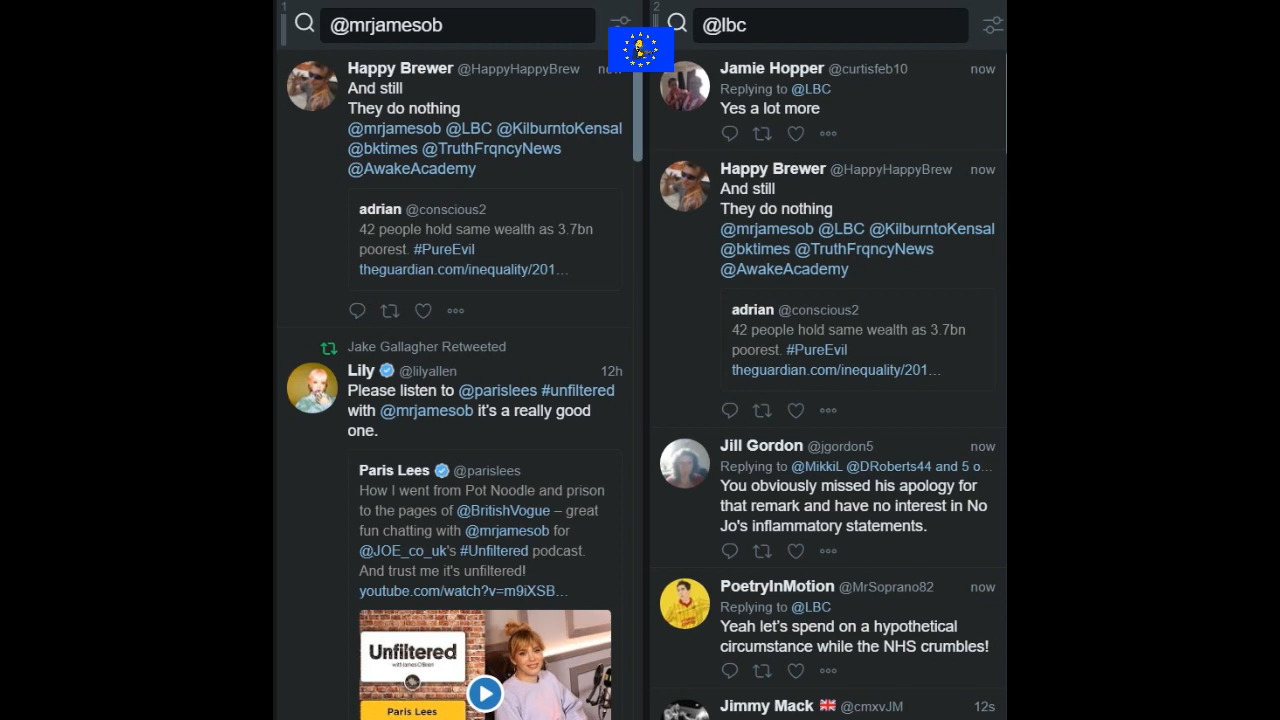 1
@mrjamesob
Happy Brewer @HappyHappyBrew
And still
They do nothing
@mrjamesob @LBC @KilburntoKensal
@bktimes @TruthFrqncyNews
@AwakeAcademy
adrian @conscious2
42 people hold same wealth as 3.7bn
poorest. #PureEvil
theguardian.com/inequality/201…
Jake Gallagher Retweeted
Lily @lilyallen 12h
Please listen to @parislees #unfiltered
with @mrjamesob it's a really good
one.
Paris Lees @parislees
How I went from Pot Noodle and prison
to the pages of @BritishVogue – great
fun chatting with @mrjamesob for
@JOE_co_uk's #Unfiltered podcast.
And trust me it's unfiltered!
youtube.com/watch?v=m9iXSB…
Unfiltered
with James O'Brien
Paris Lees
2
@lbc
Jamie Hopper @curtisfeb10 now
Replying to @LBC
Yes a lot more
Happy Brewer @HappyHappyBrew now
And still
They do nothing
@mrjamesob @LBC @KilburntoKensal
@bktimes @TruthFrqncyNews
@AwakeAcademy
adrian @conscious2
42 people hold same wealth as 3.7bn
poorest. #PureEvil
theguardian.com/inequality/201…
Jill Gordon @jgordon5 now
Replying to @MikkiL @DRoberts44 and 5 o…
You obviously missed his apology for
that remark and have no interest in No
Jo's inflammatory statements.
PoetryInMotion @MrSoprano82 now
Replying to @LBC
Yeah let's spend on a hypothetical
circumstance while the NHS crumbles!
Jimmy Mack @cmxvJM 12s